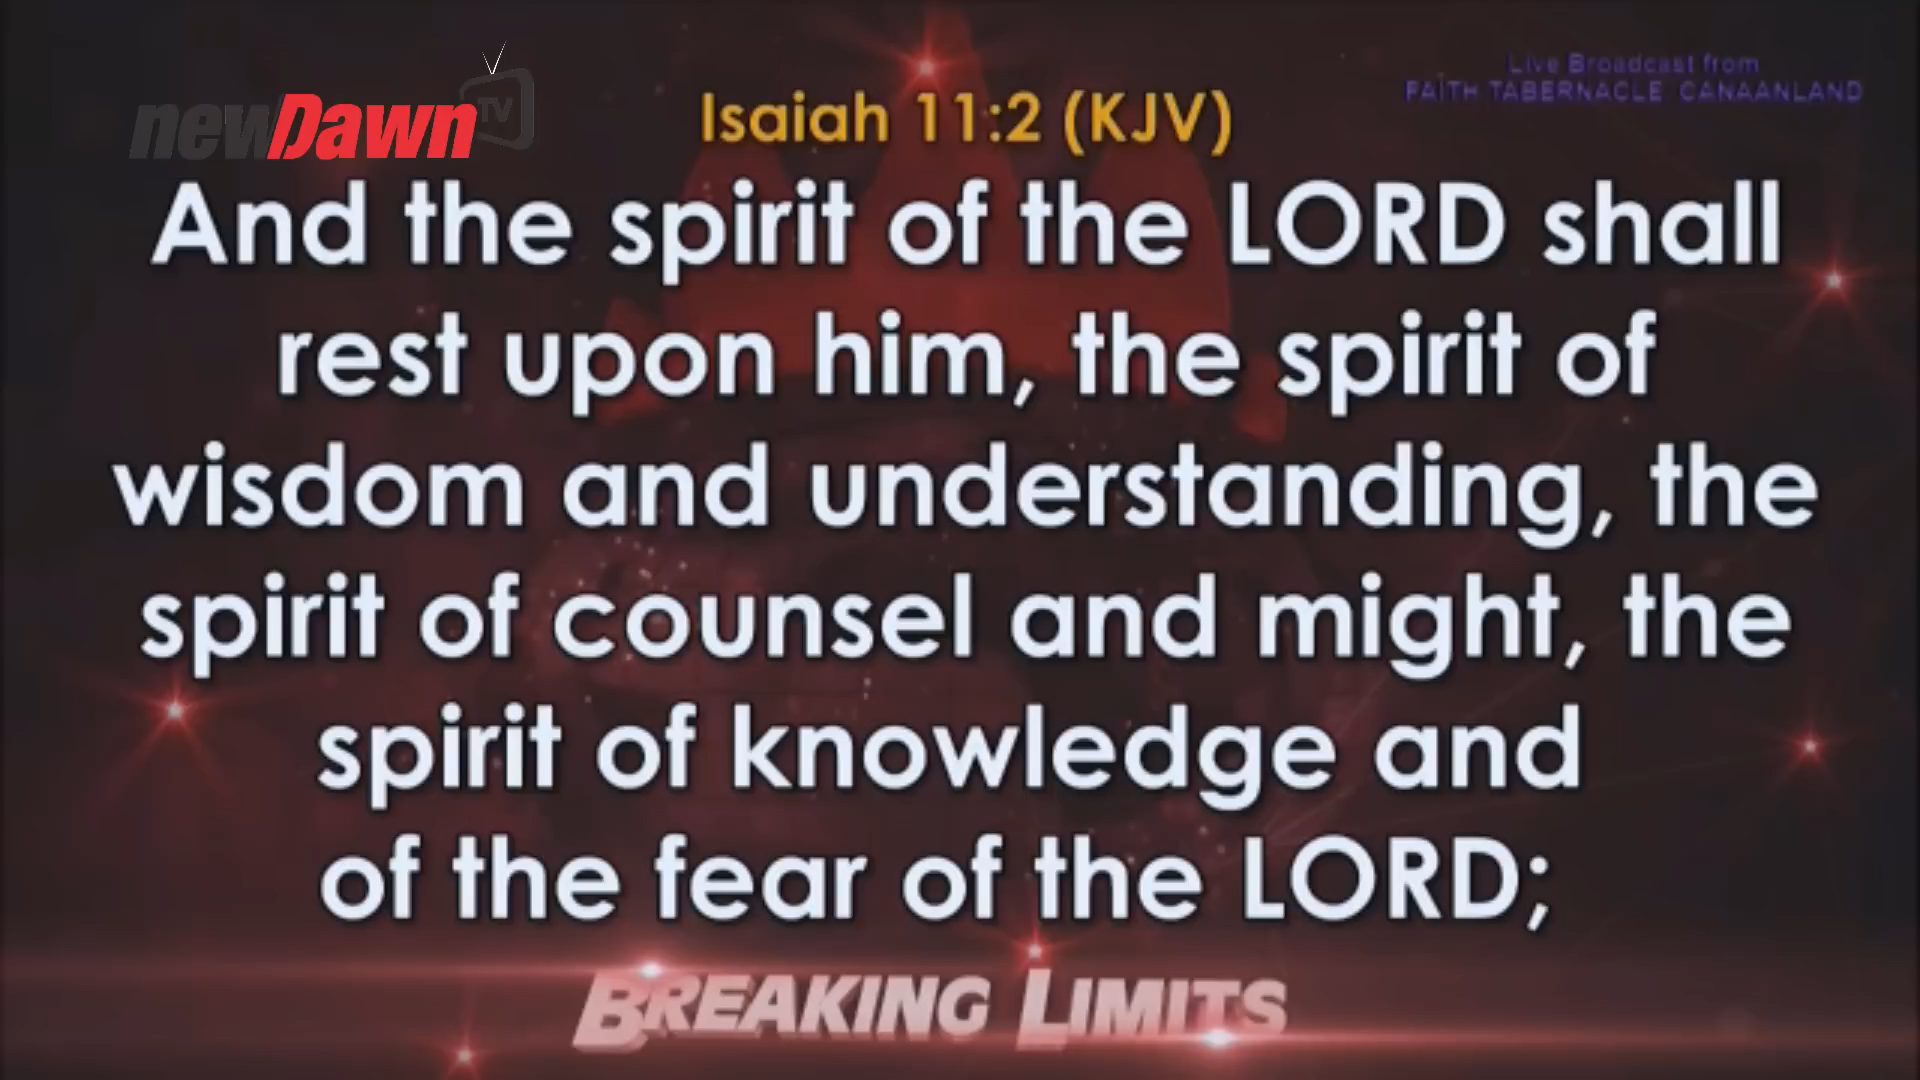 newDawn TV
Live Broadcast from
FAITH TABERNACLE CANAANLAND
Isaiah 11:2 (KJV)
And the spirit of the LORD shall
rest upon him, the spirit of
wisdom and understanding, the
spirit of counsel and might, the
spirit of knowledge and
of the fear of the LORD;
BREAKING LIMITS